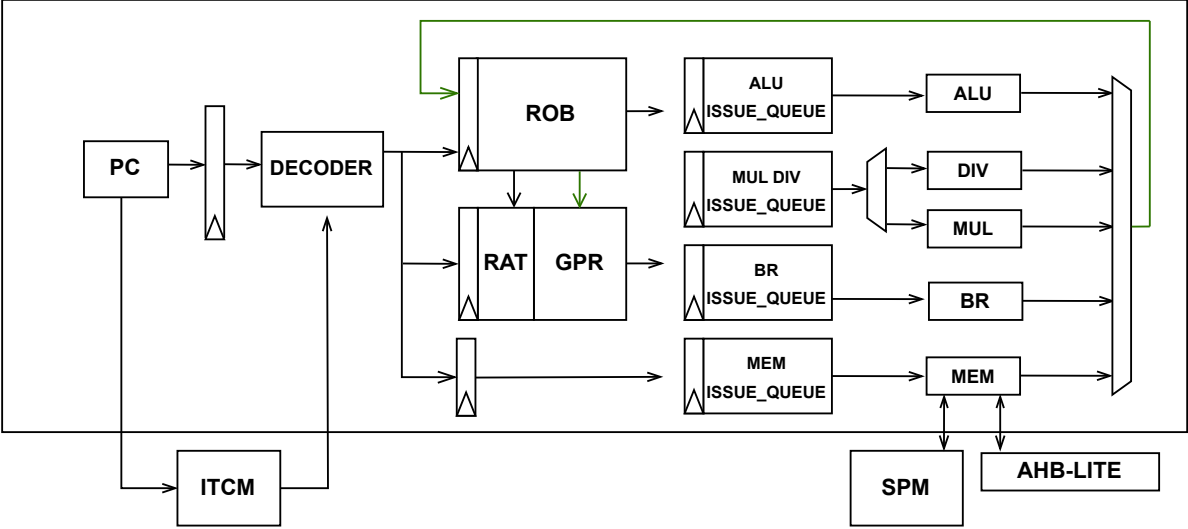 PC
DECODER
ROB
RAT
GPR
ALU
ISSUE_QUEUE
MUL DIV
ISSUE_QUEUE
BR
ISSUE_QUEUE
MEM
ISSUE_QUEUE
ALU
DIV
MUL
BR
MEM
ITCM
SPM
AHB-LITE